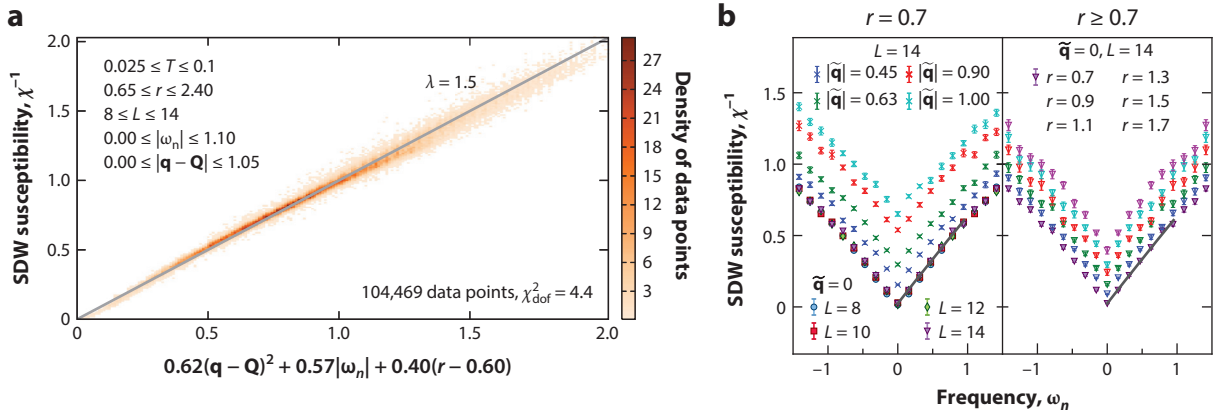 a
SDW susceptibility, χ⁻¹
2.0
1.5
1.0
0.5
0
0.025 ≤ T ≤ 0.1
0.65 ≤ r ≤ 2.40
8 ≤ L ≤ 14
0.00 ≤ |ωₙ| ≤ 1.10
0.00 ≤ |q – Q| ≤ 1.05
λ = 1.5
104,469 data points, χ²dof = 4.4
0 0.5 1.0 1.5 2.0
0.62(q – Q)² + 0.57|ωₙ| + 0.40(r – 0.60)
27
24
21
18
15
12
9
6
3
Density of data points
b
r = 0.7 r ≥ 0.7
SDW susceptibility, χ⁻¹
1.5
1.0
0.5
0
L = 14
|q̃| = 0.45 |q̃| = 0.90
|q̃| = 0.63 |q̃| = 1.00
q̃ = 0
L = 8 L = 12
L = 10 L = 14
q̃ = 0, L = 14
r = 0.7 r = 1.3
r = 0.9 r = 1.5
r = 1.1 r = 1.7
–1 0 1 –1 0 1
Frequency, ωₙ